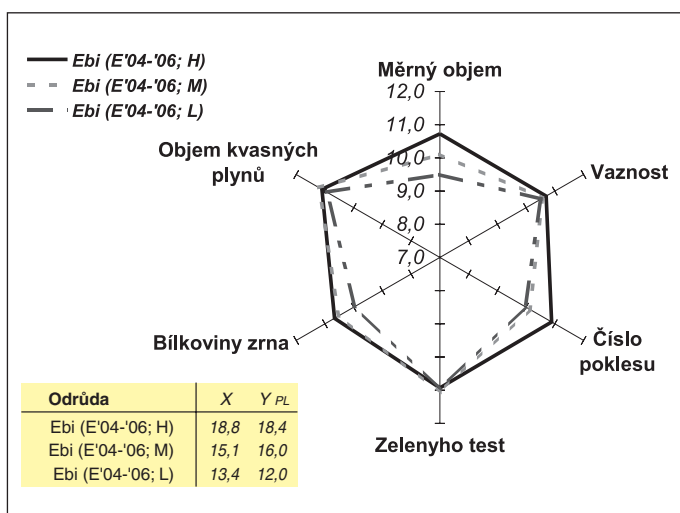 Ebi (E'04-'06; H)
Ebi (E'04-'06; M)
Ebi (E'04-'06; L)
Měrný objem
12,0
11,0
10,0
9,0
8,0
7,0
Objem kvasných
plynů
Vaznost
Bílkoviny zrna
Číslo
poklesu
Zelenyho test
Odrůda X Y PL
Ebi (E'04-'06; H) 18,8 18,4
Ebi (E'04-'06; M) 15,1 16,0
Ebi (E'04-'06; L) 13,4 12,0